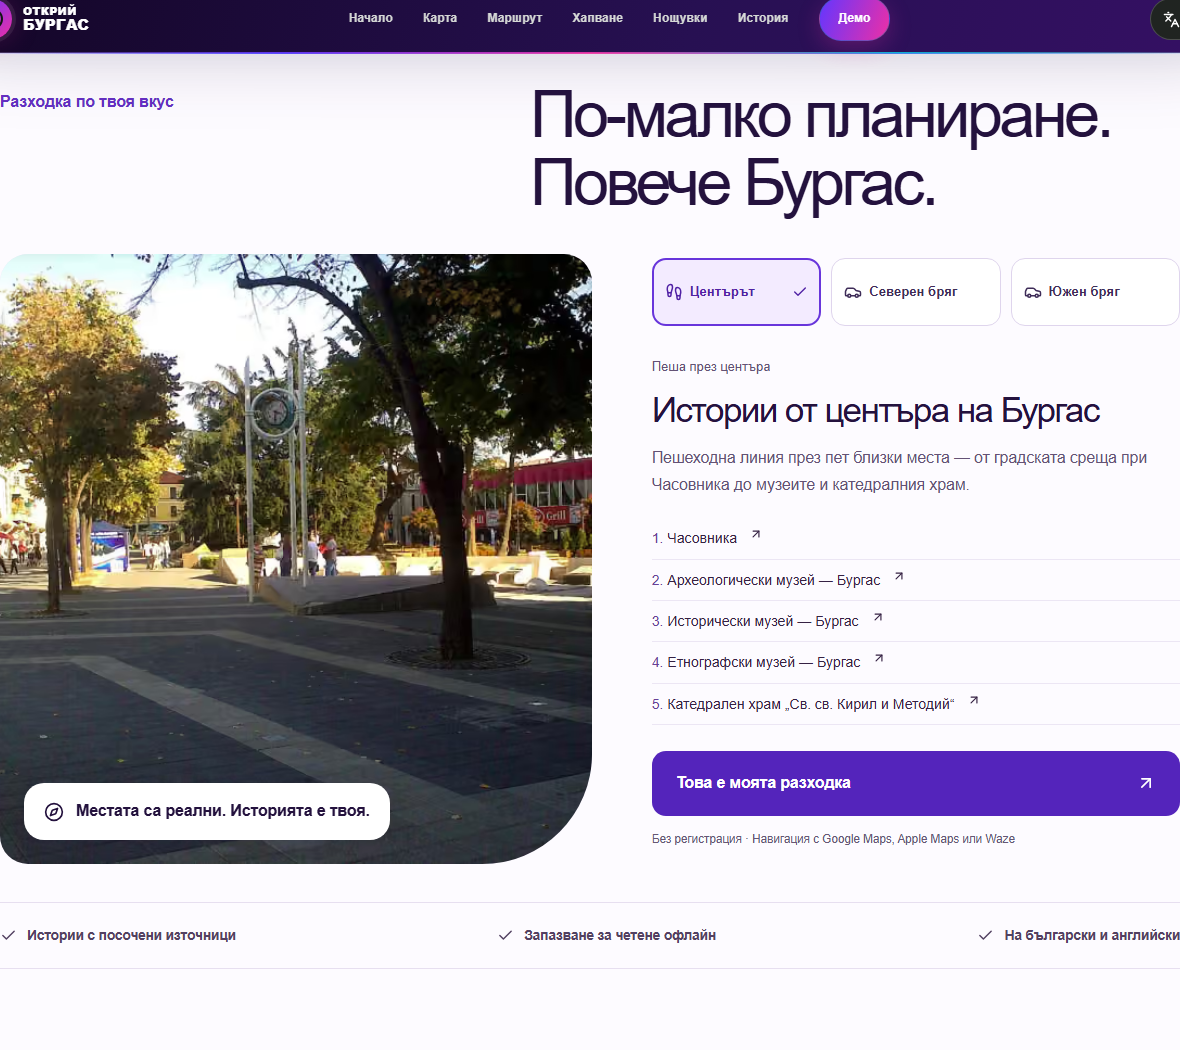 ОТКРИЙ
БУРГАС
Начало
Карта
Маршрут
Хапване
Нощувки
История
Демо
Разходка по твоя вкус
По-малко планиране.
Повече Бургас.
Grill
Местата са реални. Историята е твоя.
Центърът
Северен бряг
Южен бряг
Пеша през центъра
Истории от центъра на Бургас
Пешеходна линия през пет близки места — от градската среща при
Часовника до музеите и катедралния храм.
1. Часовника
2. Археологически музей — Бургас
3. Исторически музей — Бургас
4. Етнографски музей — Бургас
5. Катедрален храм „Св. св. Кирил и Методий“
Това е моята разходка
Без регистрация · Навигация с Google Maps, Apple Maps или Waze
Истории с посочени източници
Запазване за четене офлайн
На български и английски